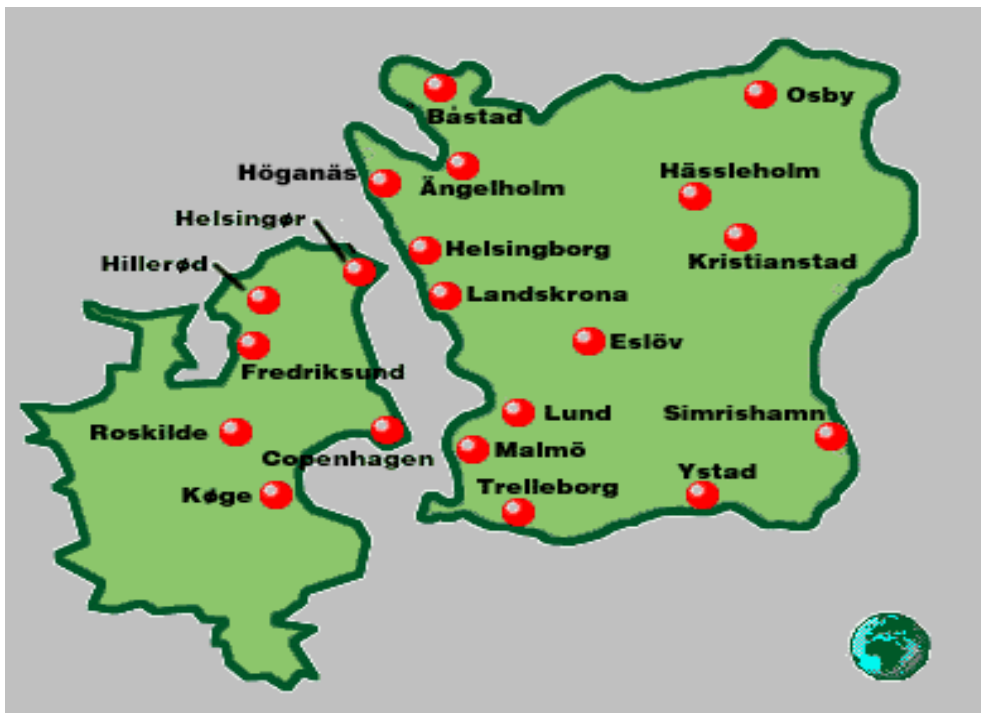 Osby
Båstad
Hässleholm
Höganäs
Ängelholm
Helsingør
Helsingborg
Kristianstad
Hillerød
Landskrona
Eslöv
Fredriksund
Lund
Simrishamn
Roskilde
Malmö
Copenhagen
Ystad
Trelleborg
Køge